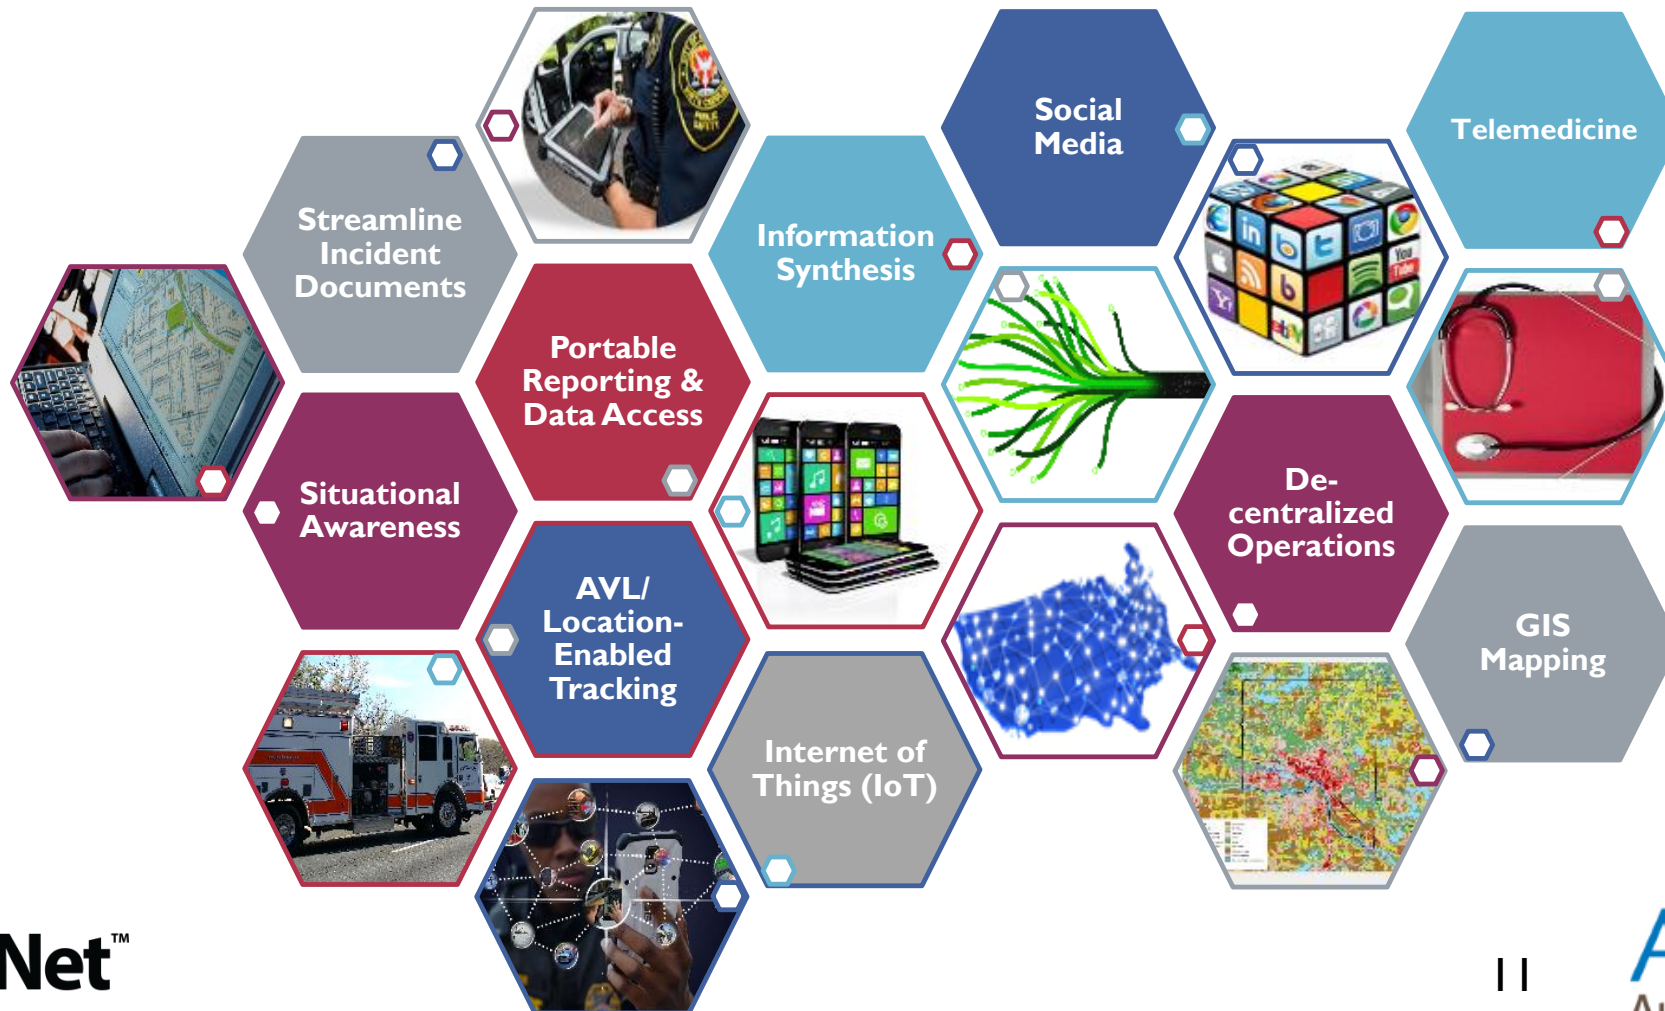 Social
Media
Telemedicine
Streamline
Incident
Documents
Information
Synthesis
Portable
Reporting &
Data Access
Situational
Awareness
De-
centralized
Operations
AVL/
Location-
Enabled
Tracking
GIS
Mapping
Internet of
Things (IoT)
Net™
11